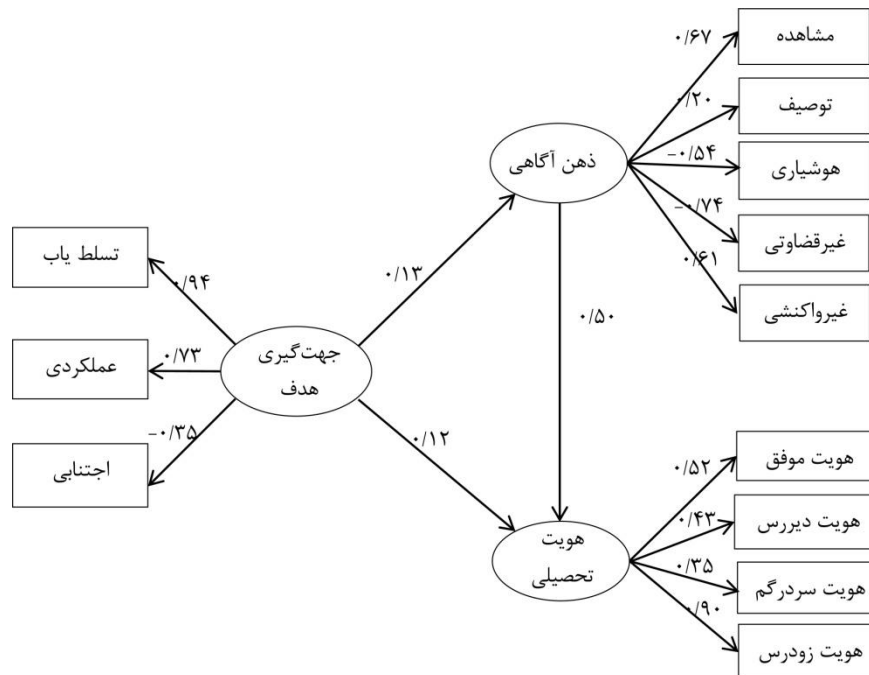 مشاهده
۰/۶۷
توصیف
۰/۲۰
هوشیاری
-۰/۵۴
غیرقضاوتی
-۰/۷۴
غیرواکنشی
۰/۶۱
ذهن آگاهی
تسلط یاب
۰/۹۴
عملکردی
۰/۷۳
اجتنابی
-۰/۳۵
جهت‌گیری
هدف
۰/۱۳
۰/۱۲
۰/۵۰
هویت
تحصیلی
هویت موفق
۰/۵۲
هویت دیررس
۰/۴۳
هویت سردرگم
۰/۳۵
هویت زودرس
۰/۹۰